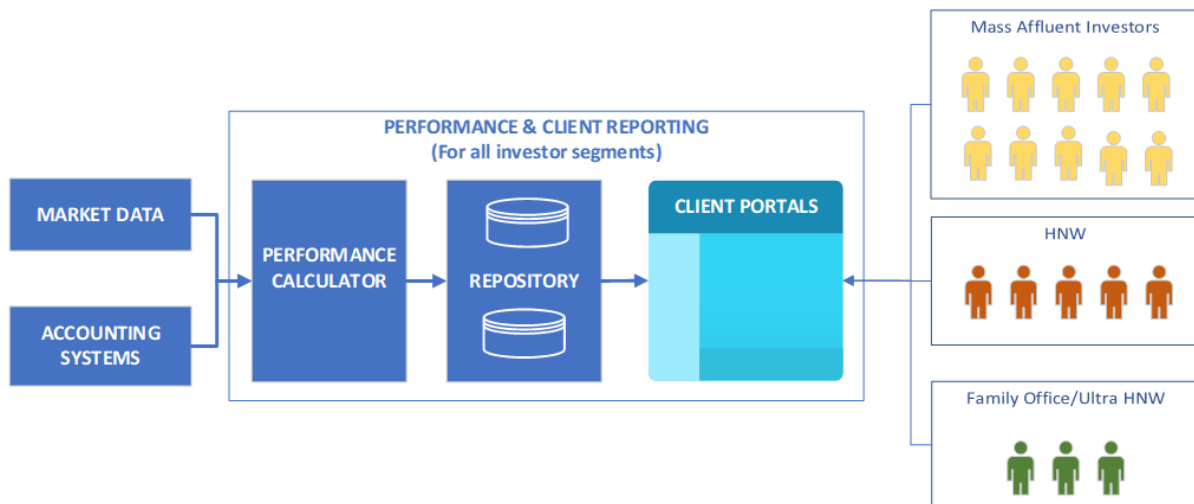 Mass Affluent Investors
PERFORMANCE & CLIENT REPORTING
(For all investor segments)
MARKET DATA
ACCOUNTING
SYSTEMS
PERFORMANCE
CALCULATOR
REPOSITORY
CLIENT PORTALS
HNW
Family Office/Ultra HNW